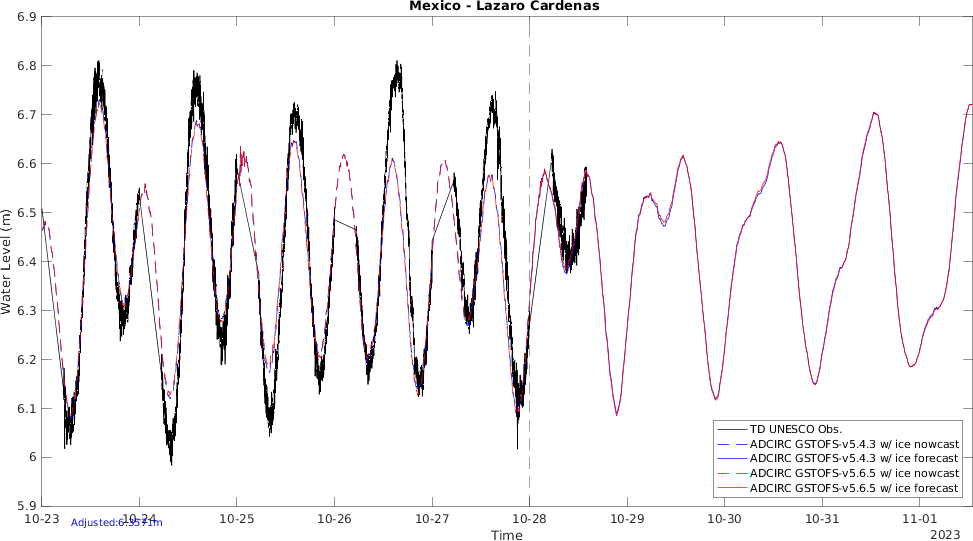 Mexico - Lazaro Cardenas
6.9
6.8
6.7
6.6
6.5
6.4
6.3
6.2
6.1
6
5.9
Water Level (m)
10-23
10-24
10-25
10-26
10-27
10-28
10-29
10-30
10-31
11-01
Adjusted:6.3571m
Time
2023
TD UNESCO Obs.
ADCIRC GSTOFS-v5.4.3 w/ ice nowcast
ADCIRC GSTOFS-v5.4.3 w/ ice forecast
ADCIRC GSTOFS-v5.6.5 w/ ice nowcast
ADCIRC GSTOFS-v5.6.5 w/ ice forecast